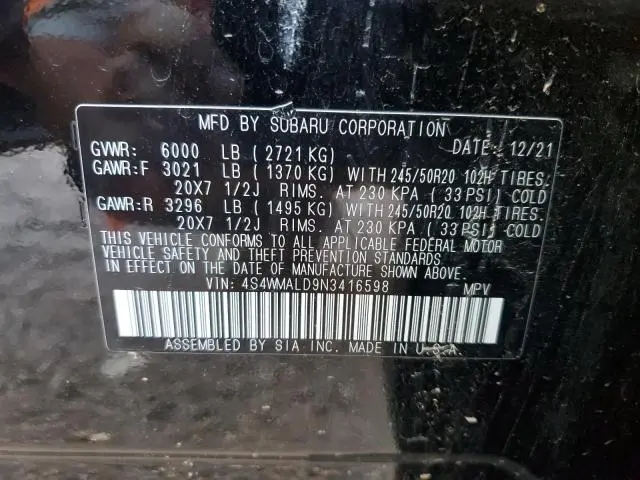 MFD BY SUBARU CORPORATION
GVWR: 6000 LB ( 2721 KG) DATE: 12/21
GAWR:F 3021 LB ( 1370 KG) WITH 245/50R20 102H TIRES.
20X7 1/2J RIMS. AT 230 KPA ( 33 PSI) COLD
GAWR:R 3296 LB ( 1495 KG) WITH 245/50R20 102H TIRES.
20X7 1/2J RIMS. AT 230 KPA ( 33 PSI) COLD
THIS VEHICLE CONFORMS TO ALL APPLICABLE FEDERAL MOTOR
VEHICLE SAFETY AND THEFT PREVENTION STANDARDS
IN EFFECT ON THE DATE OF MANUFACTURE SHOWN ABOVE.
VIN: 4S4WMALD9N3416598 MPV
ASSEMBLED BY SIA INC. MADE IN U.S.A.